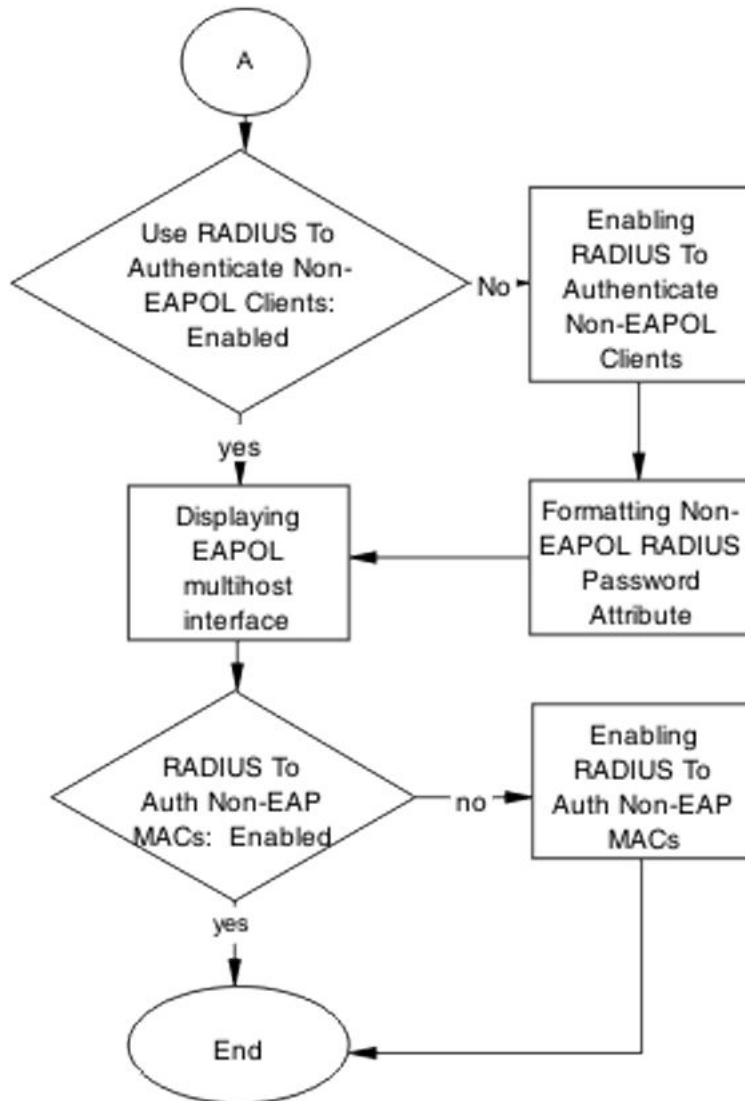 A
Use RADIUS To
Authenticate Non-
EAPOL Clients:
Enabled
No
Enabling
RADIUS To
Authenticate
Non-EAPOL
Clients
yes
Displaying
EAPOL
multihost
interface
Formatting Non-
EAPOL RADIUS
Password
Attribute
RADIUS To
Auth Non-EAP
MACs: Enabled
no
Enabling
RADIUS To
Auth Non-EAP
MACs
yes
End